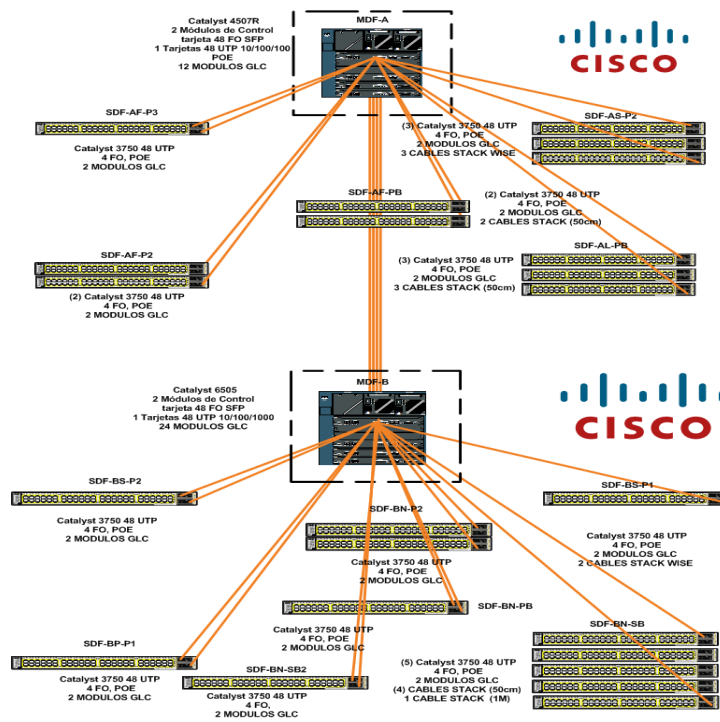 Catalyst 4507R
2 Módulos de Control
tarjeta 48 FO SFP
1 Tarjetas 48 UTP 10/100/100
POE
12 MODULOS GLC
MDF-A
CISCO
SDF-AF-P3
Catalyst 3750 48 UTP
4 FO, POE
2 MODULOS GLC
SDF-AS-P2
(3) Catalyst 3750 48 UTP
4 FO, POE
2 MODULOS GLC
3 CABLES STACK WISE
SDF-AF-PB
(2) Catalyst 3750 48 UTP
4 FO, POE
2 MODULOS GLC
2 CABLES STACK (50cm)
SDF-AF-P2
(2) Catalyst 3750 48 UTP
4 FO, POE
2 MODULOS GLC
SDF-AL-PB
(3) Catalyst 3750 48 UTP
4 FO, POE
2 MODULOS GLC
3 CABLES STACK (50cm)
MDF-B
Catalyst 6505
2 Módulos de Control
tarjeta 48 FO SFP
1 Tarjetas 48 UTP 10/100/1000
24 MODULOS GLC
CISCO
SDF-BS-P2
Catalyst 3750 48 UTP
4 FO, POE
2 MODULOS GLC
SDF-BS-P1
Catalyst 3750 48 UTP
4 FO, POE
2 MODULOS GLC
2 CABLES STACK WISE
SDF-BN-P2
Catalyst 3750 48 UTP
4 FO, POE
2 MODULOS GLC
SDF-BN-PB
Catalyst 3750 48 UTP
4 FO, POE
2 MODULOS GLC
SDF-BN-SB
(5) Catalyst 3750 48 UTP
4 FO, POE
2 MODULOS GLC
(4) CABLES STACK (50cm)
1 CABLE STACK (1M)
SDF-BP-P1
Catalyst 3750 48 UTP
4 FO, POE
2 MODULOS GLC
SDF-BN-SB2
Catalyst 3750 48 UTP
4 FO,
2 MODULOS GLC